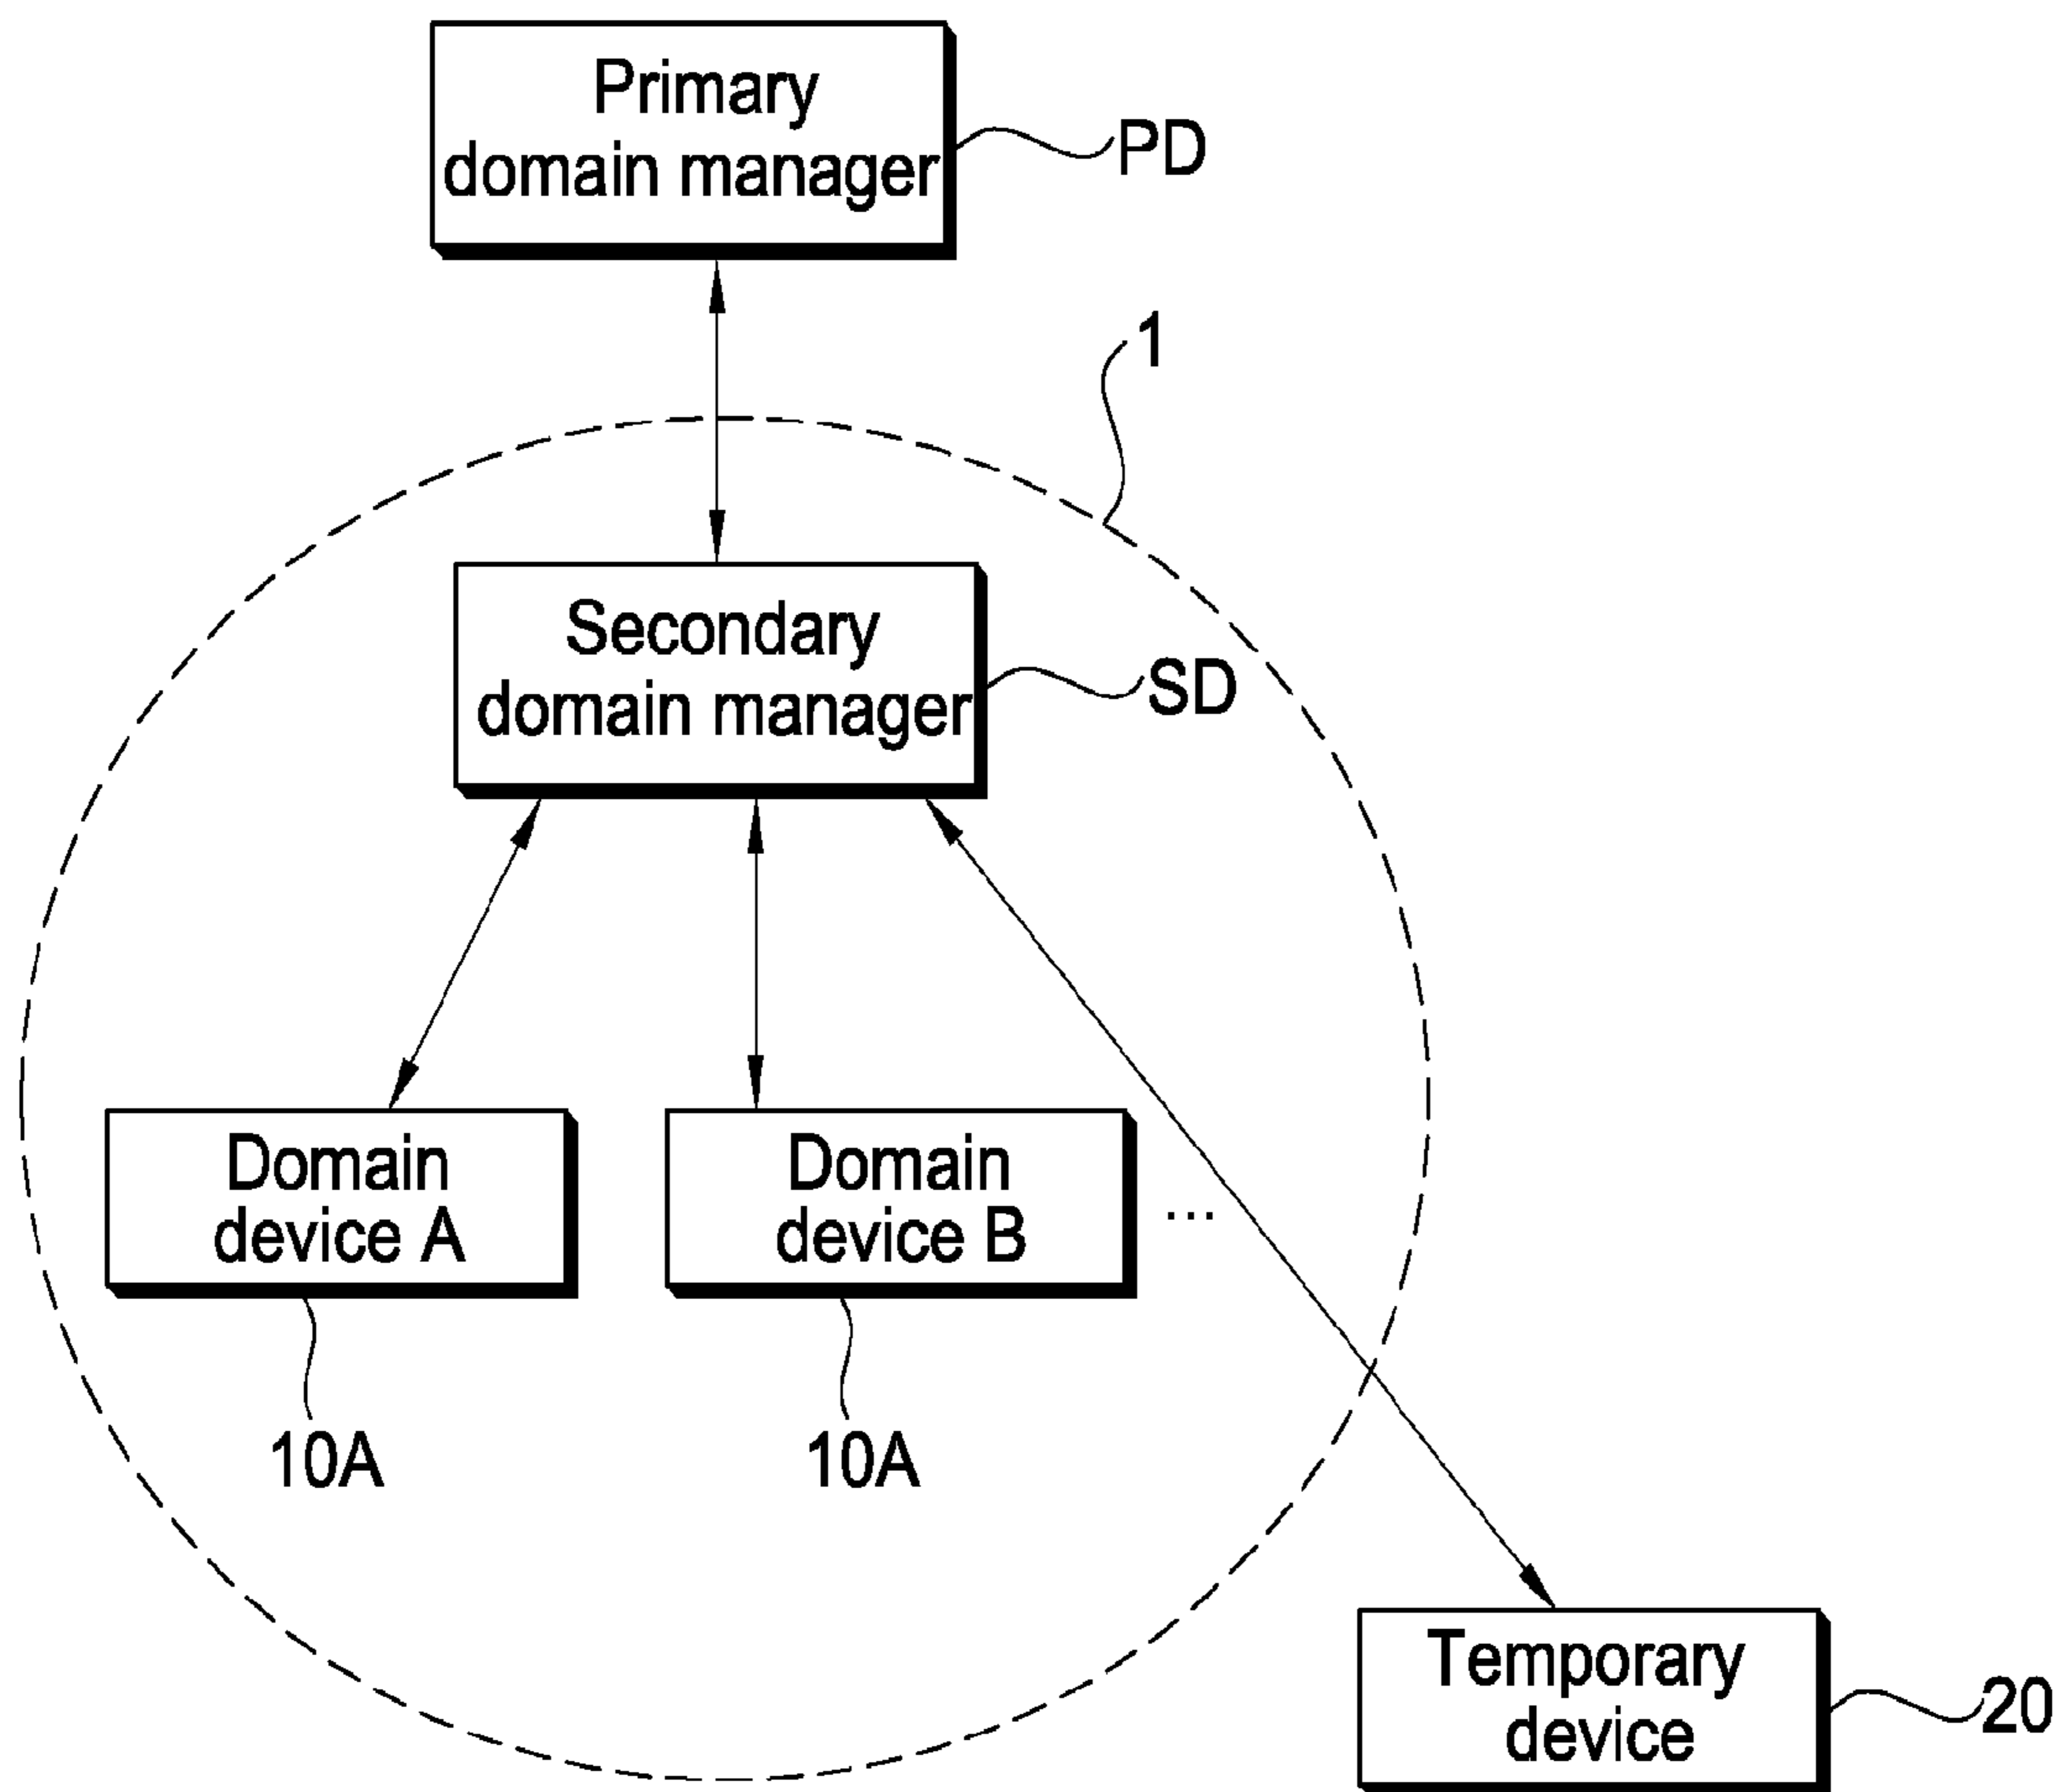 Primary
domain manager
PD
1
Secondary
domain manager
SD
Domain
device A
Domain
device B
...
10A
10A
Temporary
device
20